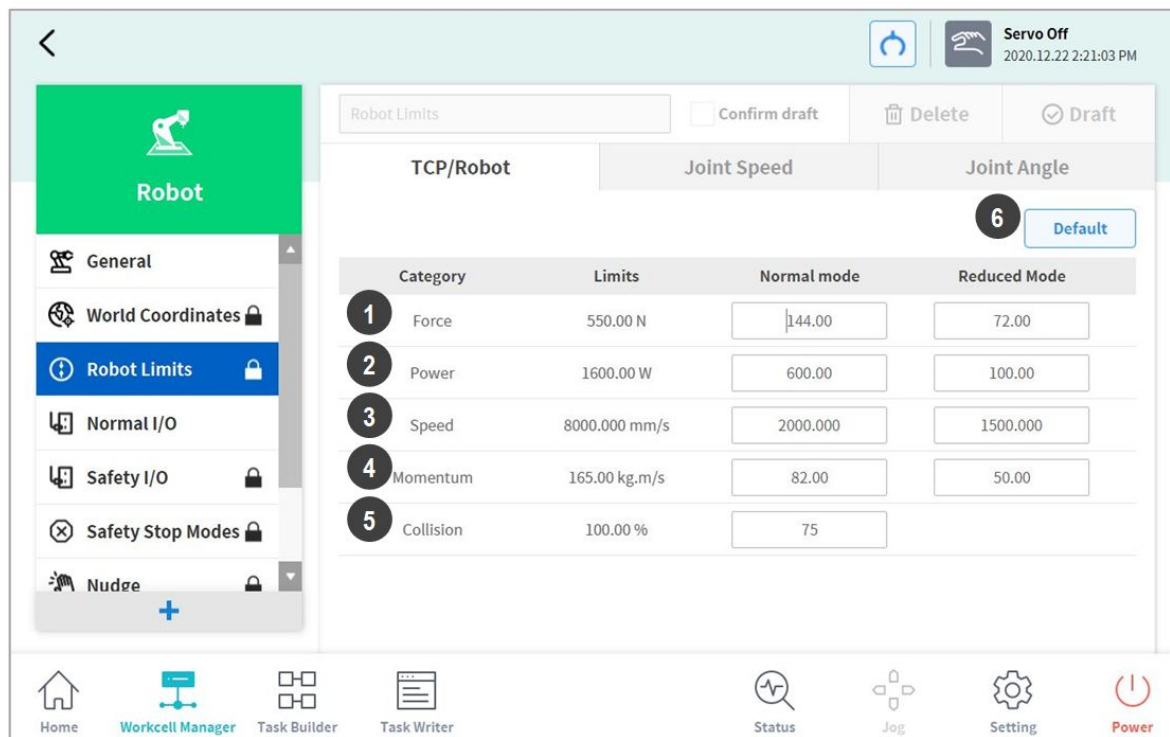 Servo Off
2020.12.22 2:21:03 PM
Robot
General
World Coordinates
Robot Limits
Normal I/O
Safety I/O
Safety Stop Modes
Nudge
+
Robot Limits
Confirm draft
Delete
Draft
TCP/Robot Joint Speed Joint Angle
6 Default
Category Limits Normal mode Reduced Mode
1 Force 550.00 N 144.00 72.00
2 Power 1600.00 W 600.00 100.00
3 Speed 8000.000 mm/s 2000.000 1500.000
4 Momentum 165.00 kg.m/s 82.00 50.00
5 Collision 100.00 % 75
Home Workcell Manager Task Builder Task Writer Status Jog Setting Power